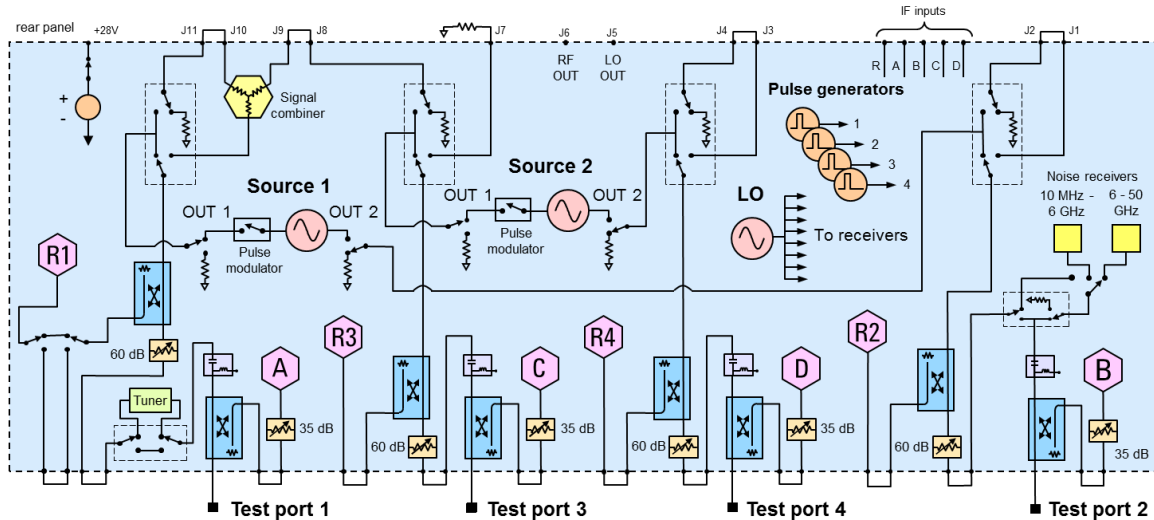 rear panel
+28V
J11
J10
J9
J8
J7
J6
J5
J4
J3
IF inputs
J2
J1
RF
OUT
LO
OUT
R
A
B
C
D
+
-
Signal
combiner
Pulse generators
1
2
3
4
Source 1
OUT 1
OUT 2
Pulse
modulator
Source 2
OUT 1
OUT 2
Pulse
modulator
LO
To receivers
Noise receivers
10 MHz -
6 GHz
6 - 50
GHz
R1
60 dB
Tuner
A
35 dB
R3
60 dB
C
35 dB
R4
60 dB
D
35 dB
R2
60 dB
B
35 dB
Test port 1
Test port 3
Test port 4
Test port 2